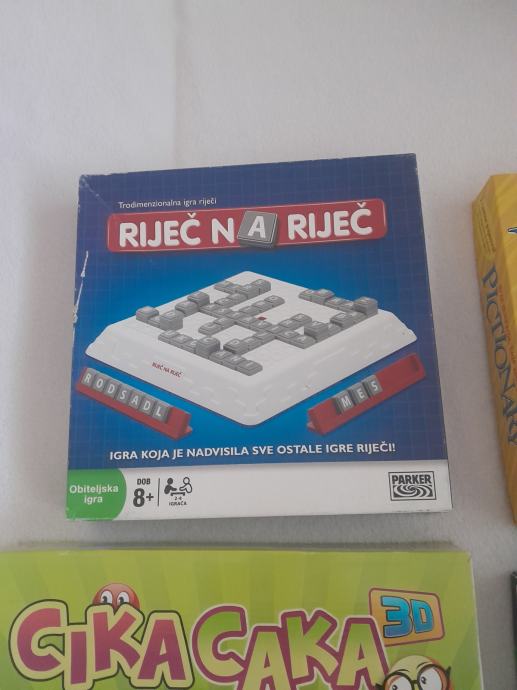 Trodimenzionalna igra riječi
RIJEČ NA RIJEČ
RIJEČ NA RIJEČ
RODSADL
MES
IGRA KOJA JE NADVISILA SVE OSTALE IGRE RIJEČI!
Obiteljska
igra
DOB
8+
2-4
IGRAČA
PARKER
PICTIONARY
CIKA CAKA 3D